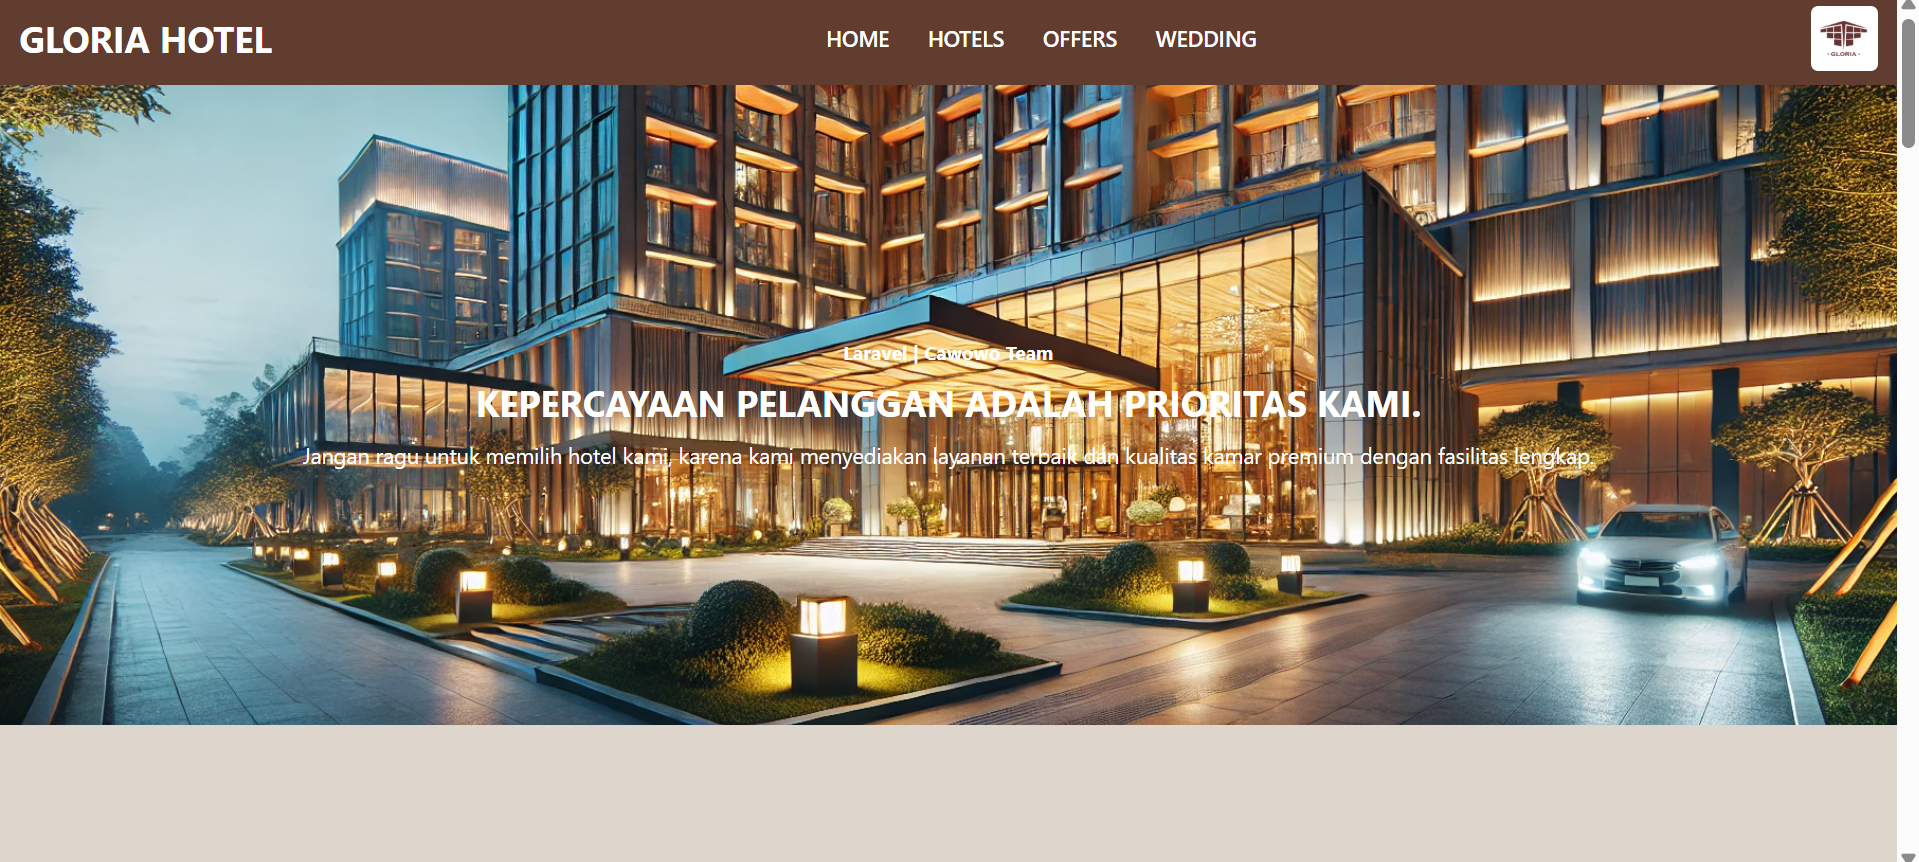 GLORIA HOTEL
HOME HOTELS OFFERS WEDDING
- GLORIA -
Laravel | Cawowo Team
KEPERCAYAAN PELANGGAN ADALAH PRIORITAS KAMI.
Jangan ragu untuk memilih hotel kami, karena kami menyediakan layanan terbaik dan kualitas kamar premium dengan fasilitas lengkap.